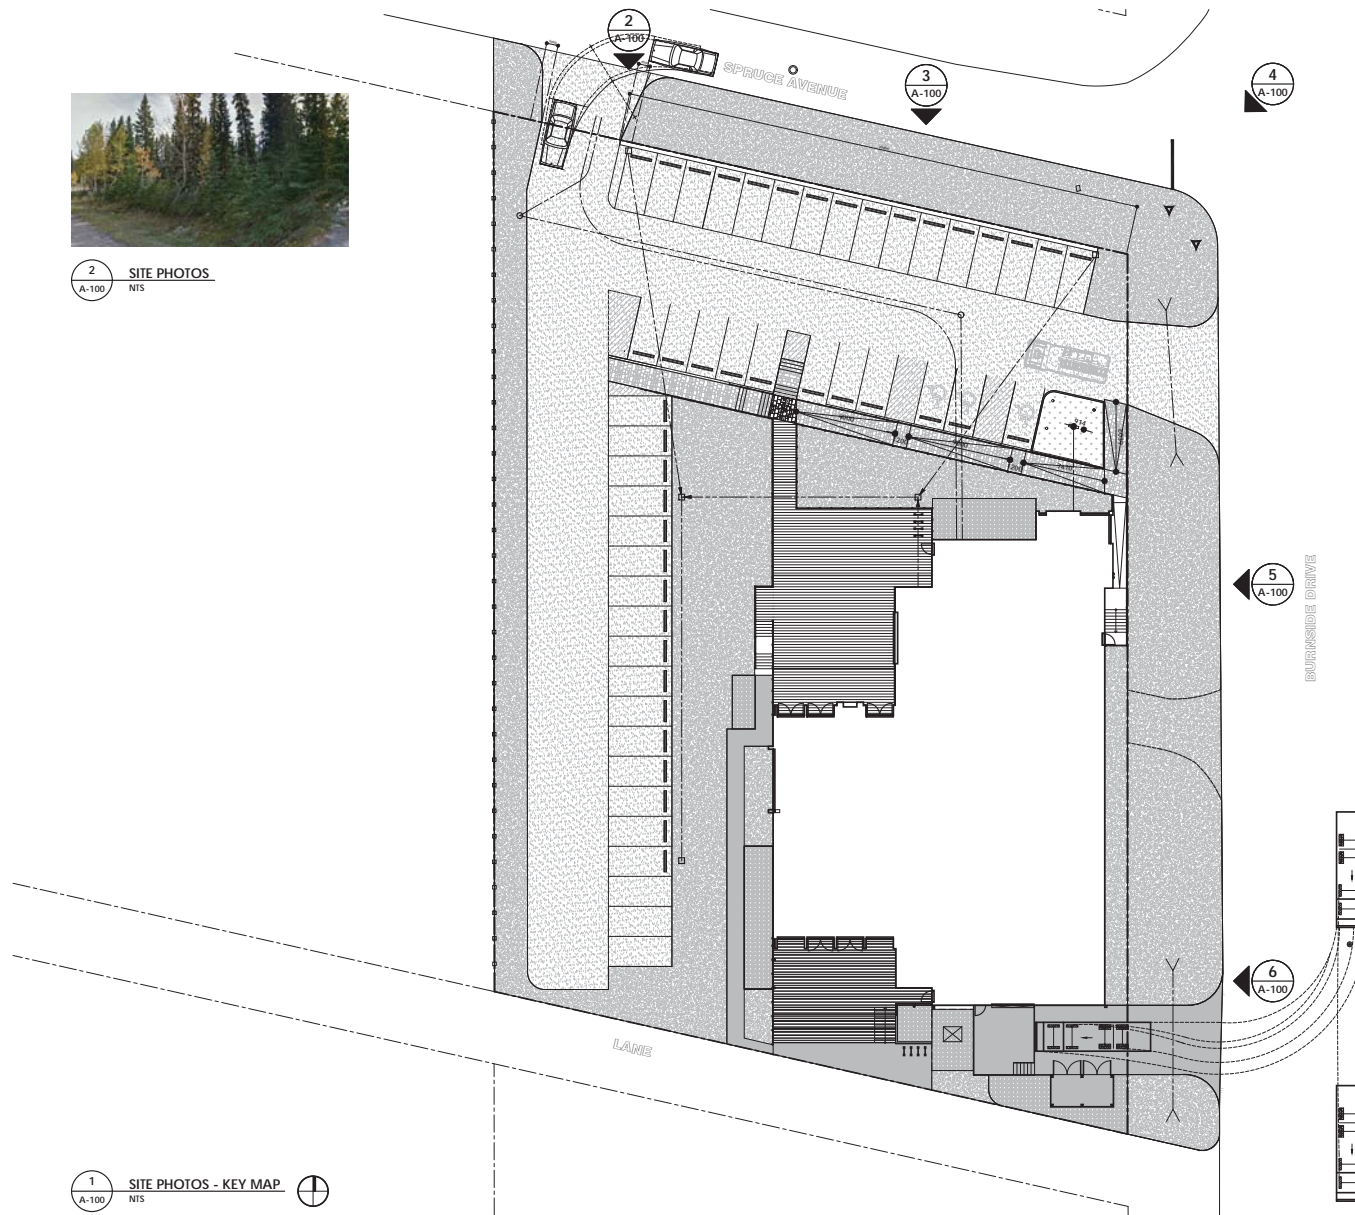 2
A-100
SPRUCE AVENUE
3
A-100
4
A-100
2
A-100
SITE PHOTOS
NTS
5
A-100
BURNSIDE DRIVE
6
A-100
LANE
1
A-100
SITE PHOTOS - KEY MAP
NTS